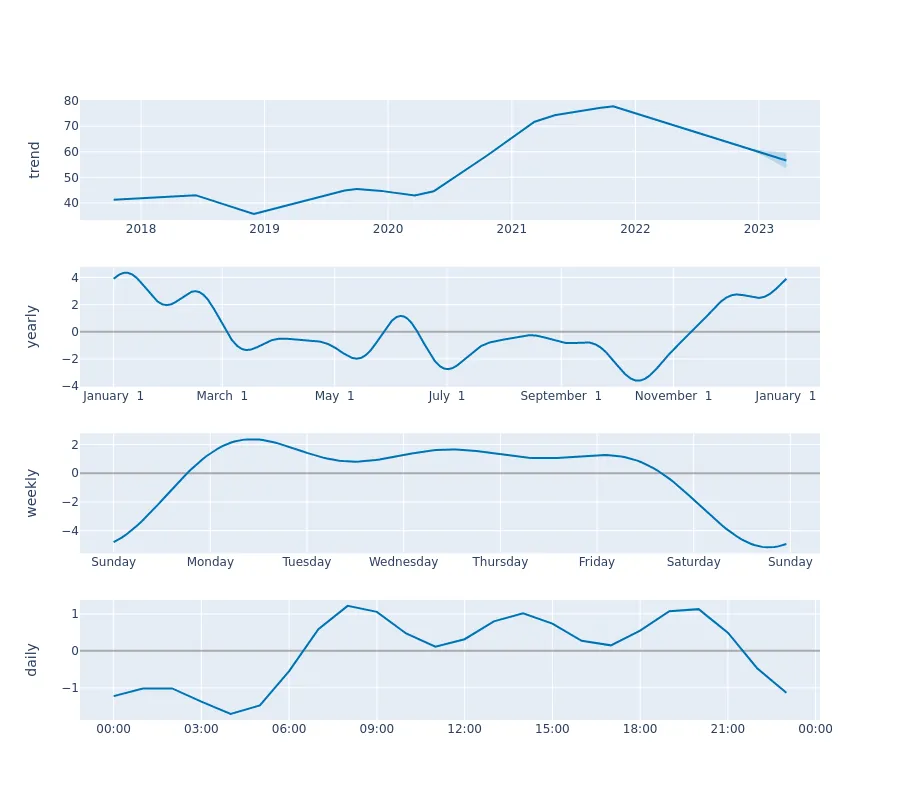 trend
80
70
60
50
40
2018 2019 2020 2021 2022 2023
yearly
4
2
0
−2
−4
January 1 March 1 May 1 July 1 September 1 November 1 January 1
weekly
2
0
−2
−4
Sunday Monday Tuesday Wednesday Thursday Friday Saturday Sunday
daily
1
0
−1
00:00 03:00 06:00 09:00 12:00 15:00 18:00 21:00 00:00